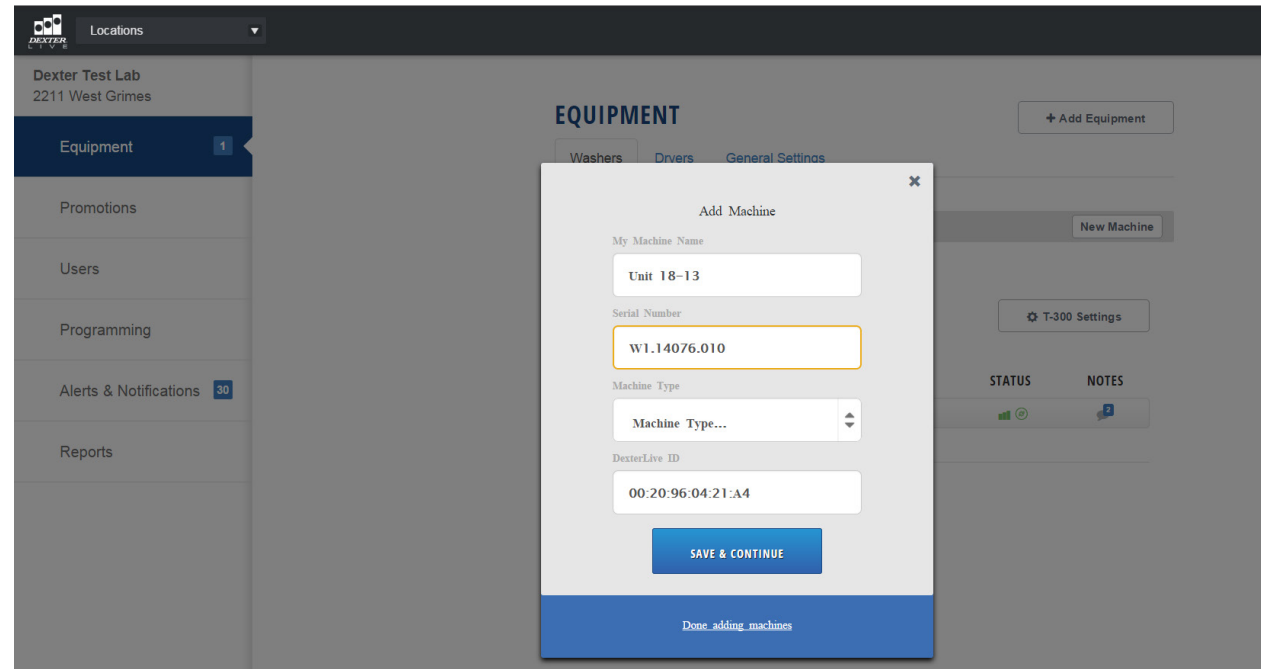 DEXTER
LIVE
Locations
Dexter Test Lab
2211 West Grimes
Equipment 1
Promotions
Users
Programming
Alerts & Notifications 30
Reports
EQUIPMENT
+ Add Equipment
Washers Dryers General Settings
New Machine
T-300 Settings
STATUS NOTES
2
Add Machine
My Machine Name
Unit 18-13
Serial Number
W1.14076.010
Machine Type
Machine Type...
DexterLive ID
00:20:96:04:21:A4
SAVE & CONTINUE
Done adding machines